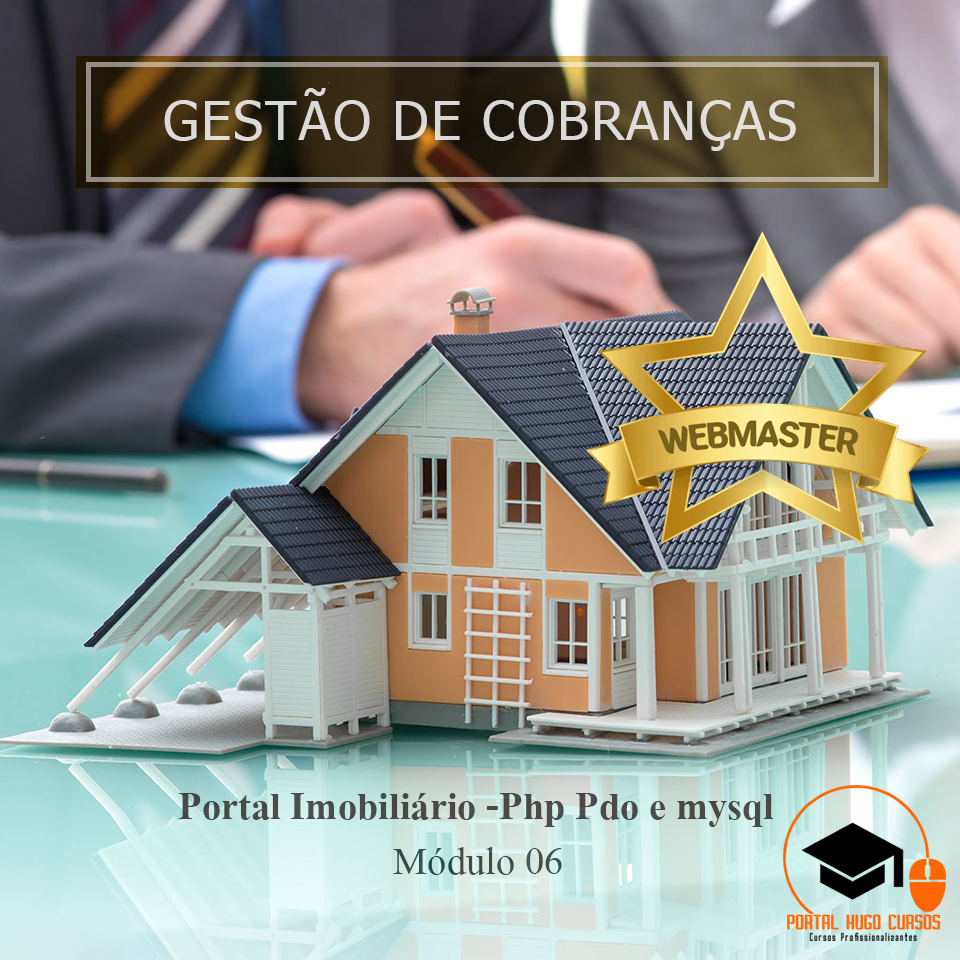 GESTÃO DE COBRANÇAS
WEBMASTER
Portal Imobiliário -Php Pdo e mysql
Módulo 06
PORTAL HUGO CURSOS
Cursos Profissionalizantes